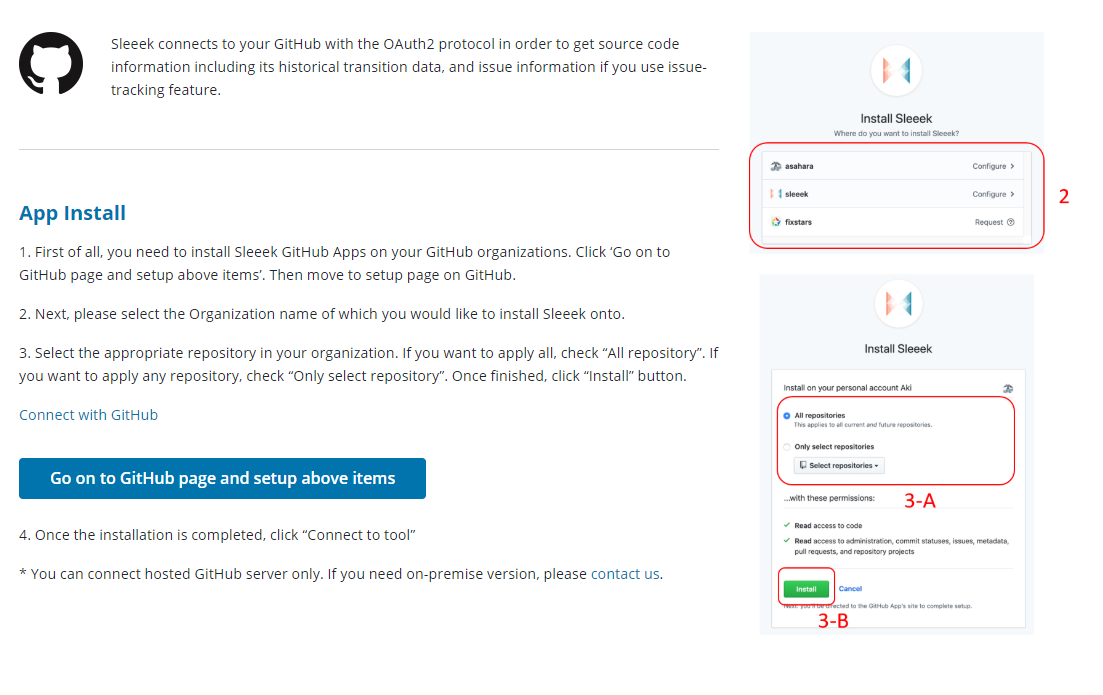 Sleeek connects to your GitHub with the OAuth2 protocol in order to get source code
information including its historical transition data, and issue information if you use issue-
tracking feature.
App Install
1. First of all, you need to install Sleeek GitHub Apps on your GitHub organizations. Click ‘Go on to
GitHub page and setup above items’. Then move to setup page on GitHub.
2. Next, please select the Organization name of which you would like to install Sleeek onto.
3. Select the appropriate repository in your organization. If you want to apply all, check “All repository”. If
you want to apply any repository, check “Only select repository”. Once finished, click “Install” button.
Connect with GitHub
Go on to GitHub page and setup above items
4. Once the installation is completed, click “Connect to tool”
* You can connect hosted GitHub server only. If you need on-premise version, please contact us.
Install Sleeek
Where do you want to install Sleeek?
asahara Configure >
sleeek Configure >
fixstars Request
2
Install Sleeek
Install on your personal account Aki
All repositories
This applies to all current and future repositories.
Only select repositories
Select repositories
3-A
...with these permissions:
Read access to code
Read access to administration, commit statuses, issues, metadata,
pull requests, and repository projects
Install Cancel
Next: you'll be directed to the GitHub App's site to complete setup.
3-B